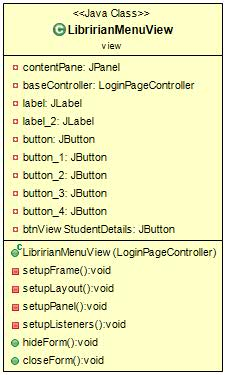 <<Java Class>>
LibririanMenuView
view
contentPane: JPanel
baseController: LoginPageController
label: JLabel
label_2: JLabel
button: JButton
button_1: JButton
button_2: JButton
button_3: JButton
button_4: JButton
btnView StudentDetails: JButton
LibririanMenuView(LoginPageController)
setupFrame():void
setupLayout():void
setupPanel():void
setupListeners():void
hideForm():void
closeForm():void